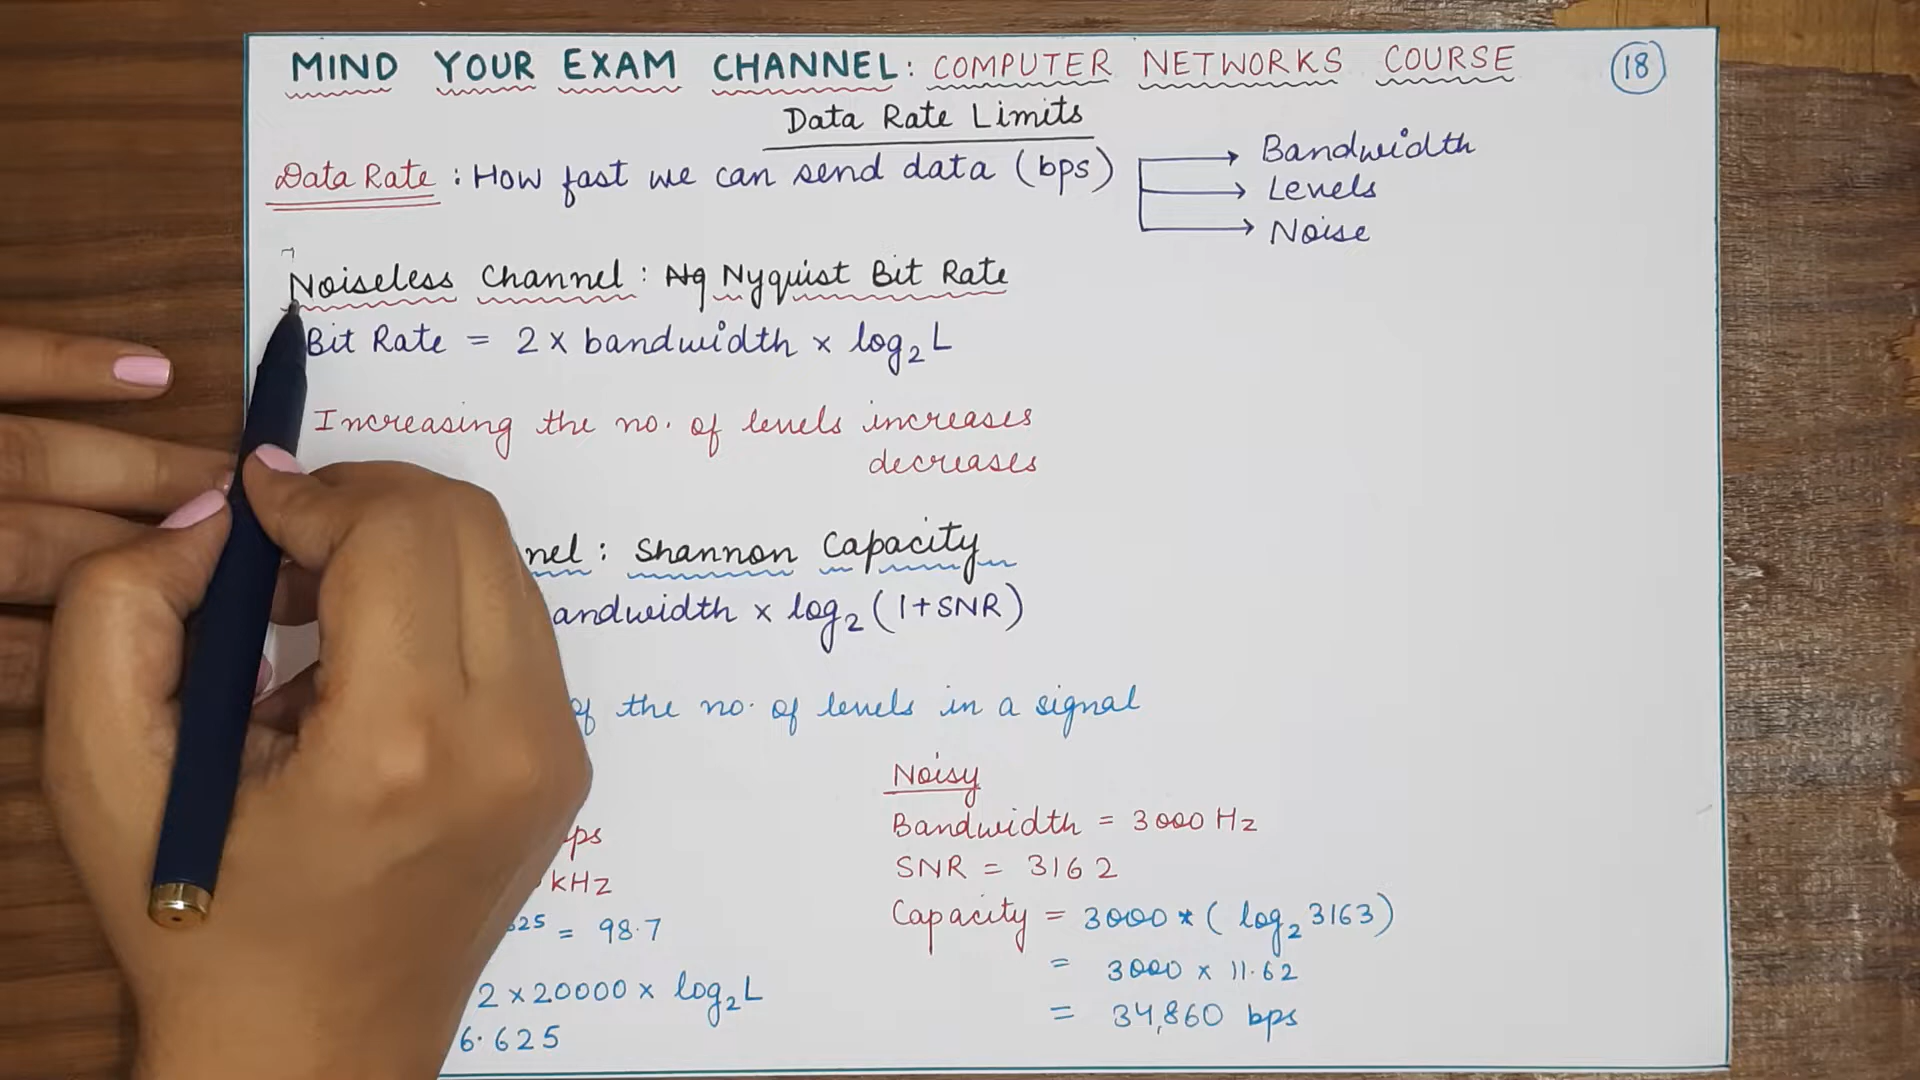 MIND YOUR EXAM CHANNEL: COMPUTER NETWORKS COURSE
18
Data Rate Limits
Data Rate: How fast we can send data (bps)
Bandwidth
Levels
Noise
Noiseless Channel: Nq Nyquist Bit Rate
Bit Rate = 2 x bandwidth x log₂ L
Increasing the no. of levels increases
decreases
nel: Shannon Capacity
andwidth x log₂ (1+SNR)
of the no. of levels in a signal
ps
kHz
625 = 98.7
2 x 20000 x log₂ L
6.625
Noisy
Bandwidth = 3000 Hz
SNR = 3162
Capacity = 3000 * (log₂ 3163)
= 3000 x 11.62
= 34,860 bps